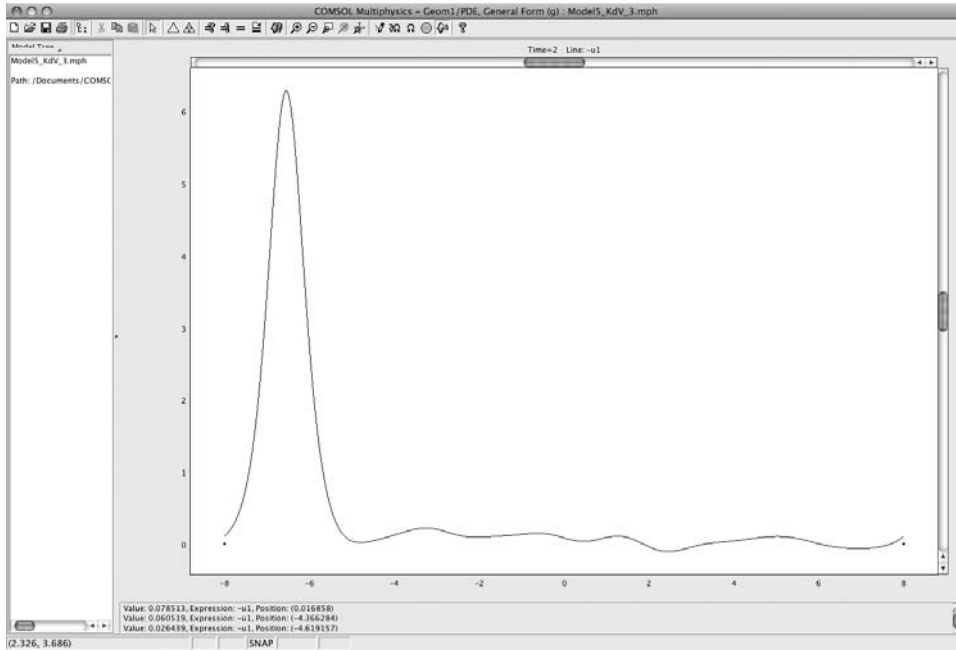 COMSOL Multiphysics - Geom1/PDE, General Form (g) : Model5_KdV_3.mph
Model Tree
Model5_KdV_3.mph
Path: /Documents/COMSO
Time=2 Line: -u1
6
5
4
3
2
1
0
-8 -6 -4 -2 0 2 4 6 8
Value: 0.078513, Expression: -u1, Position: (0.016858)
Value: 0.060519, Expression: -u1, Position: (-4.366284)
Value: 0.026439, Expression: -u1, Position: (-4.619157)
(2.326, 3.686) SNAP